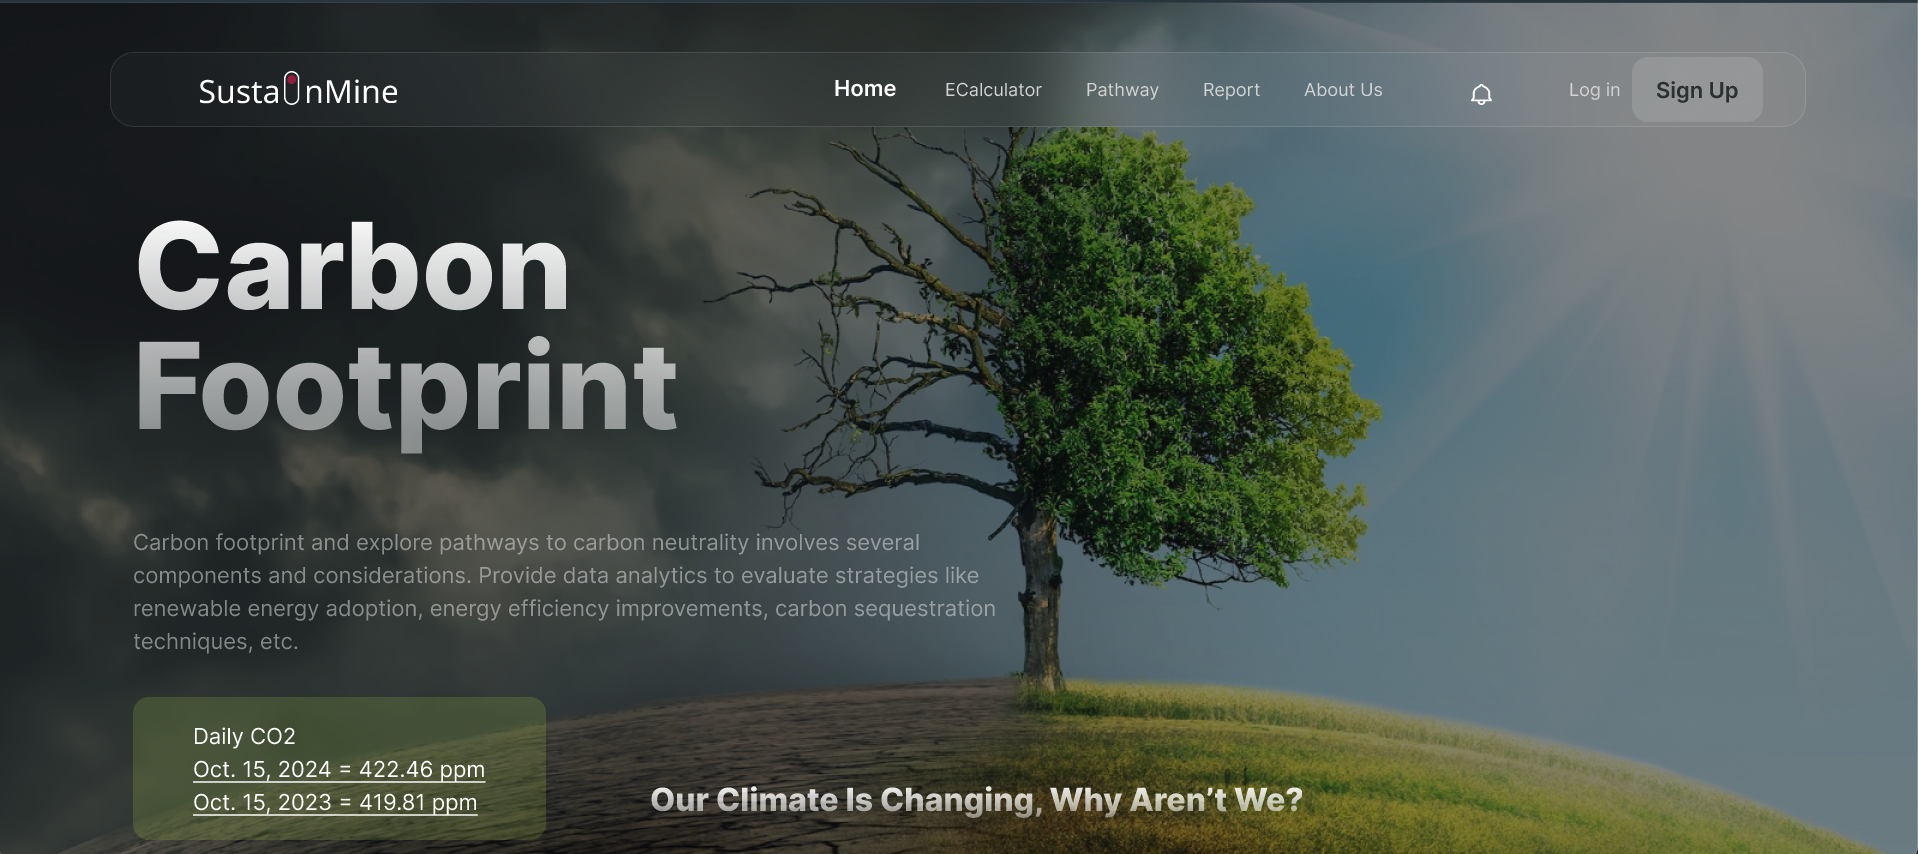 SustaInMine
Home ECalculator Pathway Report About Us Log in Sign Up
Carbon
Footprint
Carbon footprint and explore pathways to carbon neutrality involves several
components and considerations. Provide data analytics to evaluate strategies like
renewable energy adoption, energy efficiency improvements, carbon sequestration
techniques, etc.
Daily CO2
Oct. 15, 2024 = 422.46 ppm
Oct. 15, 2023 = 419.81 ppm
Our Climate Is Changing, Why Aren’t We?